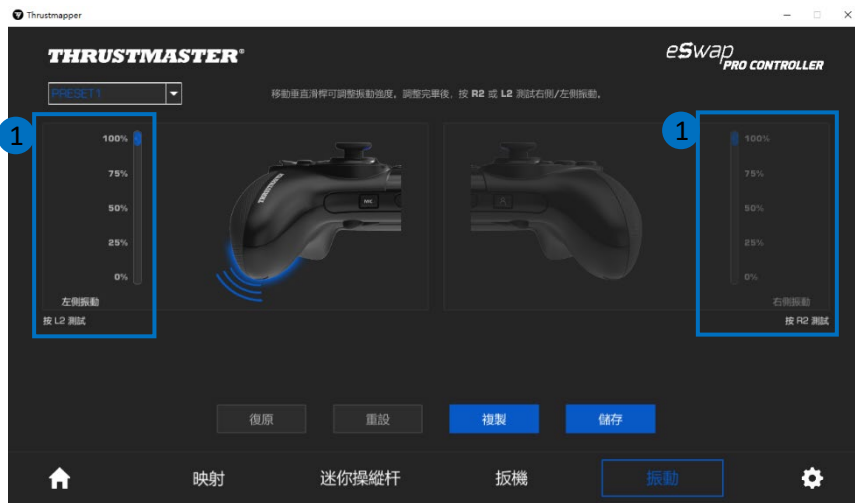 Thrustmapper
THRUSTMASTER®
eSwap
PRO CONTROLLER
PRESET1
移動垂直滑桿可調整振動強度。調整完畢後，按 R2 或 L2 測試右側/左側振動。
1
100%
75%
50%
25%
0%
左側振動
按 L2 測試
THRUSTMASTER
MIC
1
100%
75%
50%
25%
0%
右側振動
按 R2 測試
復原
重設
複製
儲存
映射
迷你操縱杆
扳機
振動